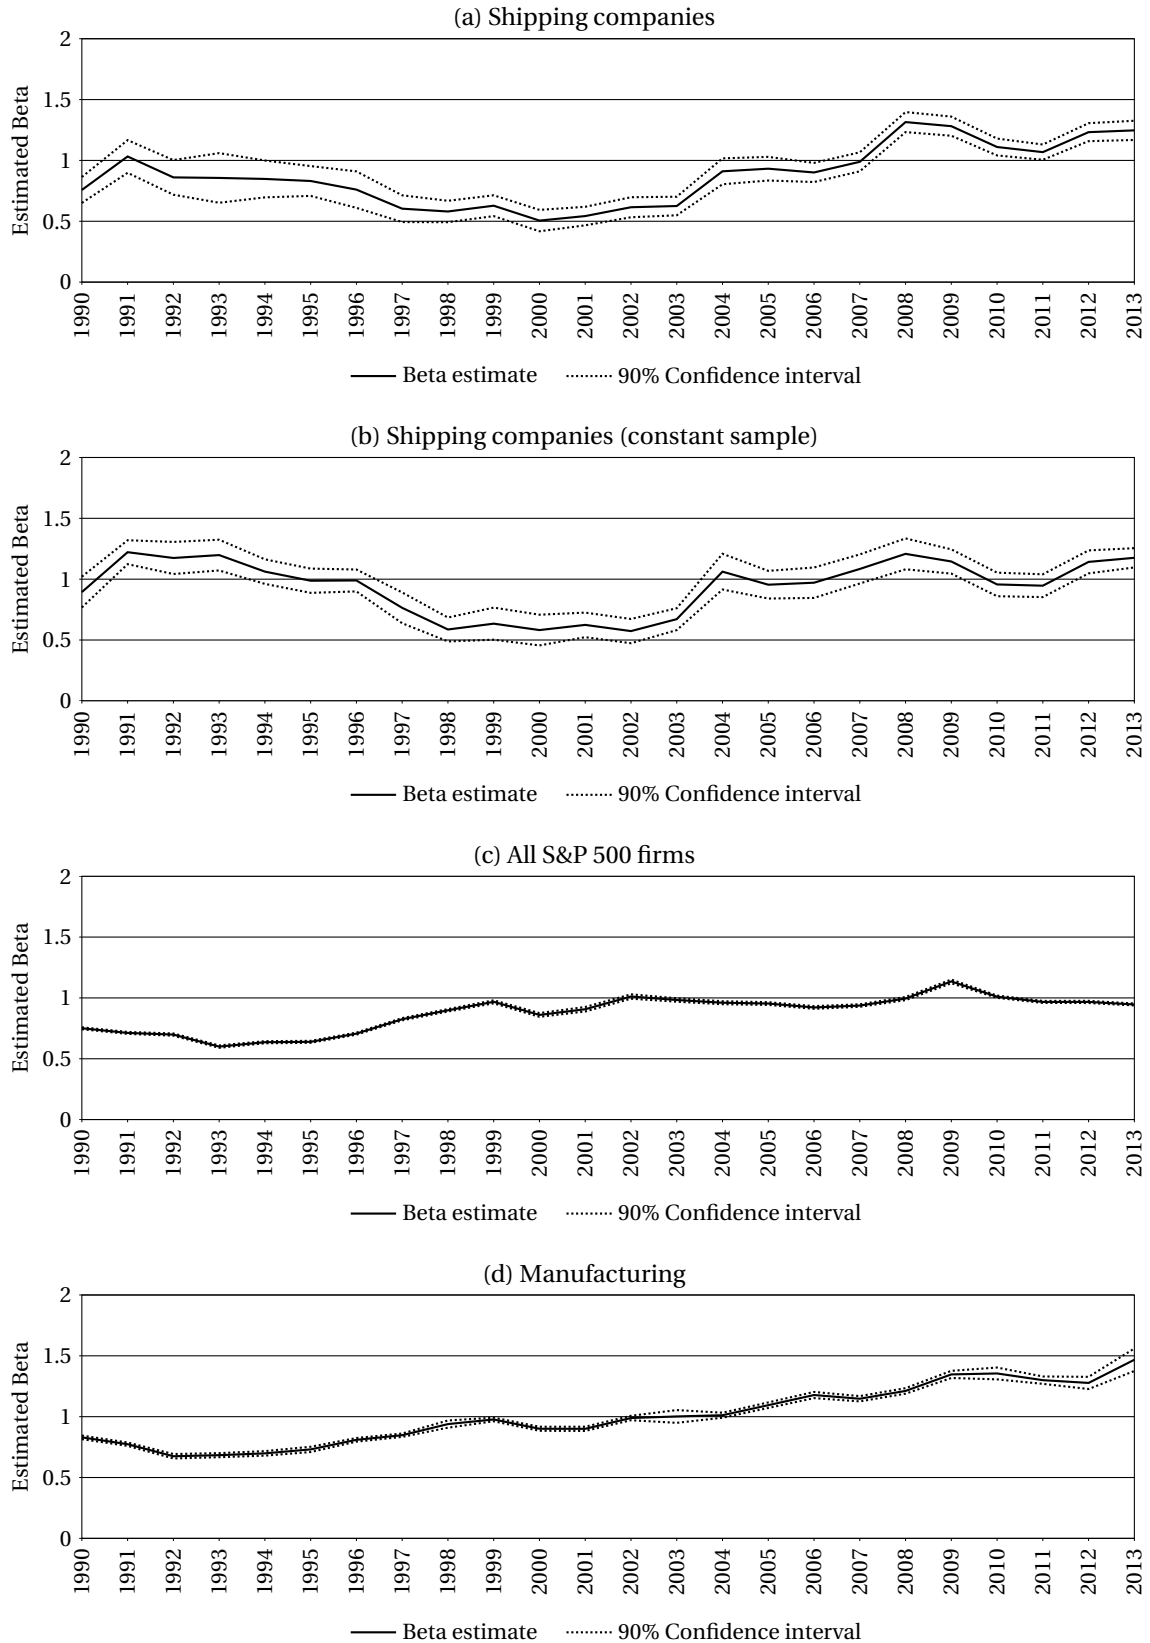 (a) Shipping companies
Estimated Beta
2
1.5
1
0.5
0
1990 1991 1992 1993 1994 1995 1996 1997 1998 1999 2000 2001 2002 2003 2004 2005 2006 2007 2008 2009 2010 2011 2012 2013
Beta estimate 90% Confidence interval
(b) Shipping companies (constant sample)
Estimated Beta
2
1.5
1
0.5
0
1990 1991 1992 1993 1994 1995 1996 1997 1998 1999 2000 2001 2002 2003 2004 2005 2006 2007 2008 2009 2010 2011 2012 2013
Beta estimate 90% Confidence interval
(c) All S&P 500 firms
Estimated Beta
2
1.5
1
0.5
0
1990 1991 1992 1993 1994 1995 1996 1997 1998 1999 2000 2001 2002 2003 2004 2005 2006 2007 2008 2009 2010 2011 2012 2013
Beta estimate 90% Confidence interval
(d) Manufacturing
Estimated Beta
2
1.5
1
0.5
0
1990 1991 1992 1993 1994 1995 1996 1997 1998 1999 2000 2001 2002 2003 2004 2005 2006 2007 2008 2009 2010 2011 2012 2013
Beta estimate 90% Confidence interval